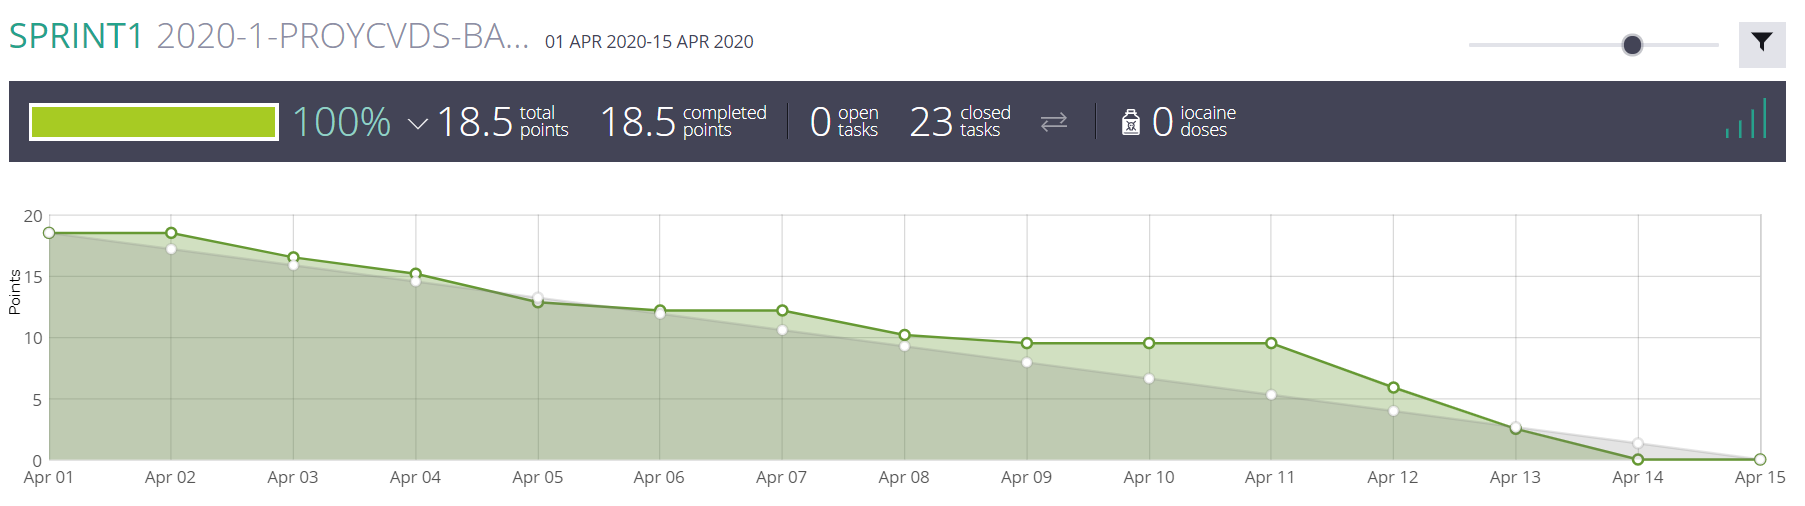 SPRINT1 2020-1-PROYCVDS-BA... 01 APR 2020-15 APR 2020
100% 18.5 total points 18.5 completed points 0 open tasks 23 closed tasks 0 iocaine doses
Points
20
15
10
5
0
Apr 01 Apr 02 Apr 03 Apr 04 Apr 05 Apr 06 Apr 07 Apr 08 Apr 09 Apr 10 Apr 11 Apr 12 Apr 13 Apr 14 Apr 15